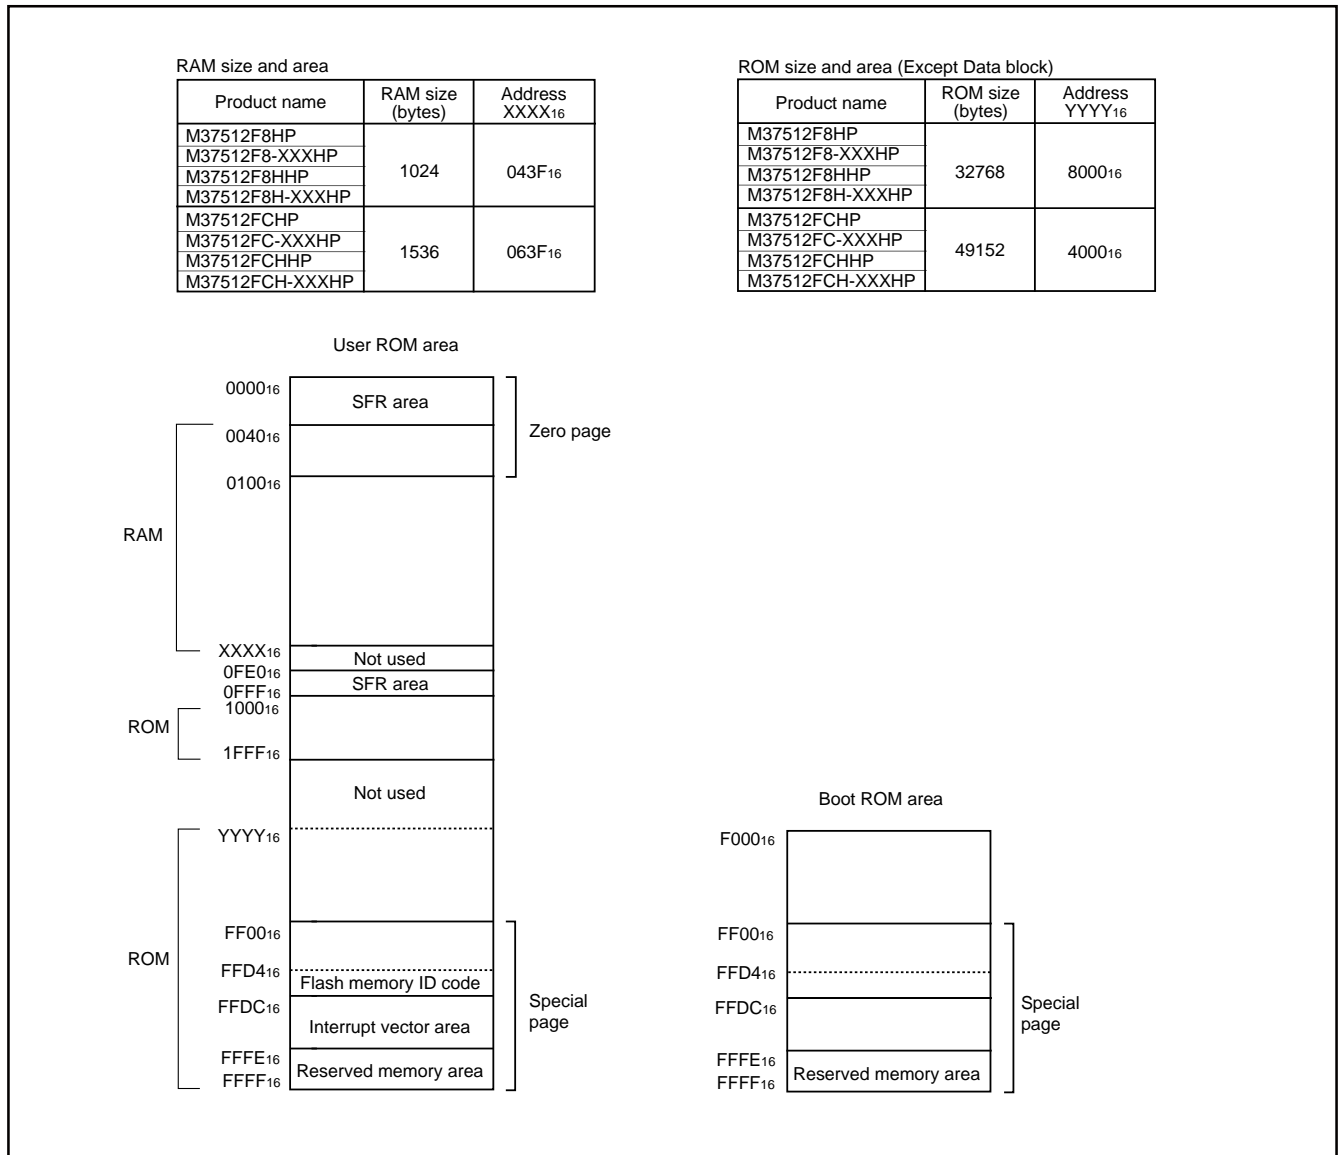 RAM size and area
Product name
RAM size
(bytes)
Address
XXXX16
M37512F8HP
M37512F8-XXXHP
M37512F8HHP
M37512F8H-XXXHP
1024
043F16
M37512FCHP
M37512FC-XXXHP
M37512FCHHP
M37512FCH-XXXHP
1536
063F16
ROM size and area (Except Data block)
Product name
ROM size
(bytes)
Address
YYYY16
M37512F8HP
M37512F8-XXXHP
M37512F8HHP
M37512F8H-XXXHP
32768
800016
M37512FCHP
M37512FC-XXXHP
M37512FCHHP
M37512FCH-XXXHP
49152
400016
User ROM area
000016
SFR area
Zero page
004016
010016
RAM
XXXX16
Not used
0FE016
SFR area
0FFF16
100016
ROM
1FFF16
Not used
YYYY16
FF0016
ROM
FFD416
Flash memory ID code
FFDC16
Special
page
Interrupt vector area
FFFE16
Reserved memory area
FFFF16
Boot ROM area
F00016
FF0016
FFD416
FFDC16
Special
page
FFFE16
Reserved memory area
FFFF16